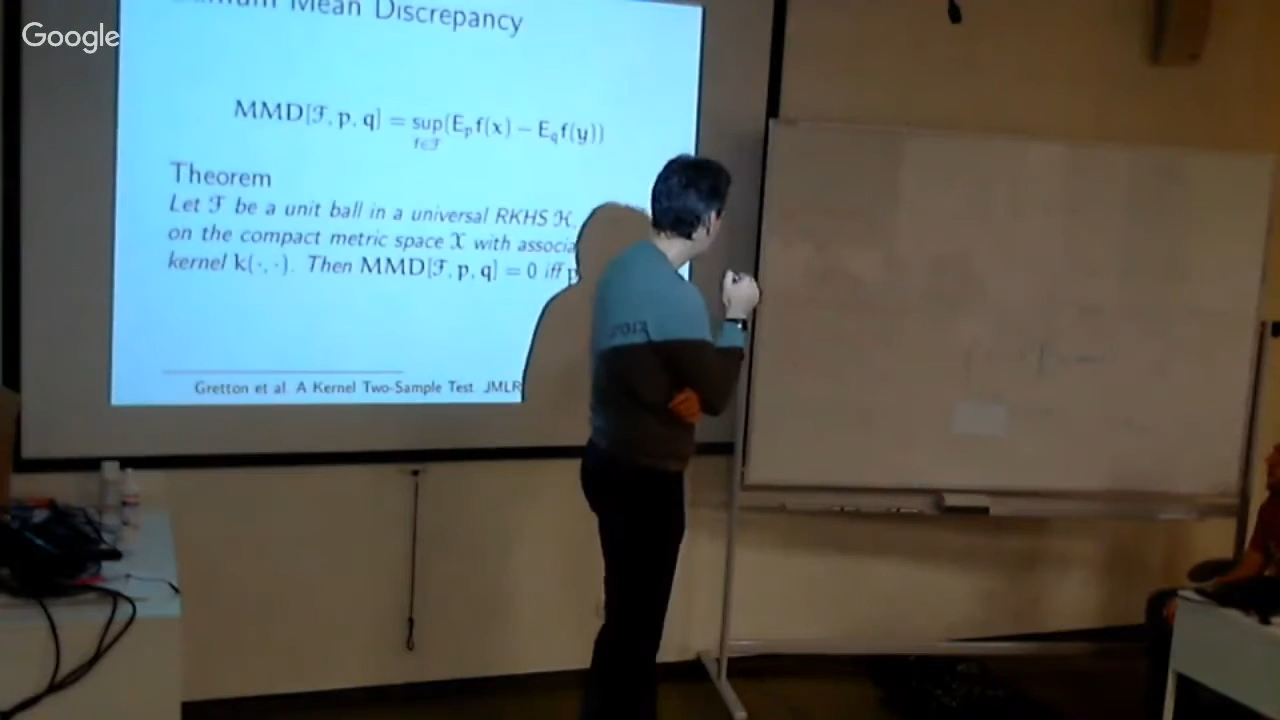 Google
Mean Discrepancy
MMD[ℱ, p, q] = sup(E_p f(x) − E_q f(y))
f∈ℱ
Theorem
Let ℱ be a unit ball in a universal RKHS ℋ,
on the compact metric space 𝒳 with associa
kernel k(·, ·). Then MMD[ℱ, p, q] = 0 iff p
Gretton et al. A Kernel Two-Sample Test. JMLR
2012